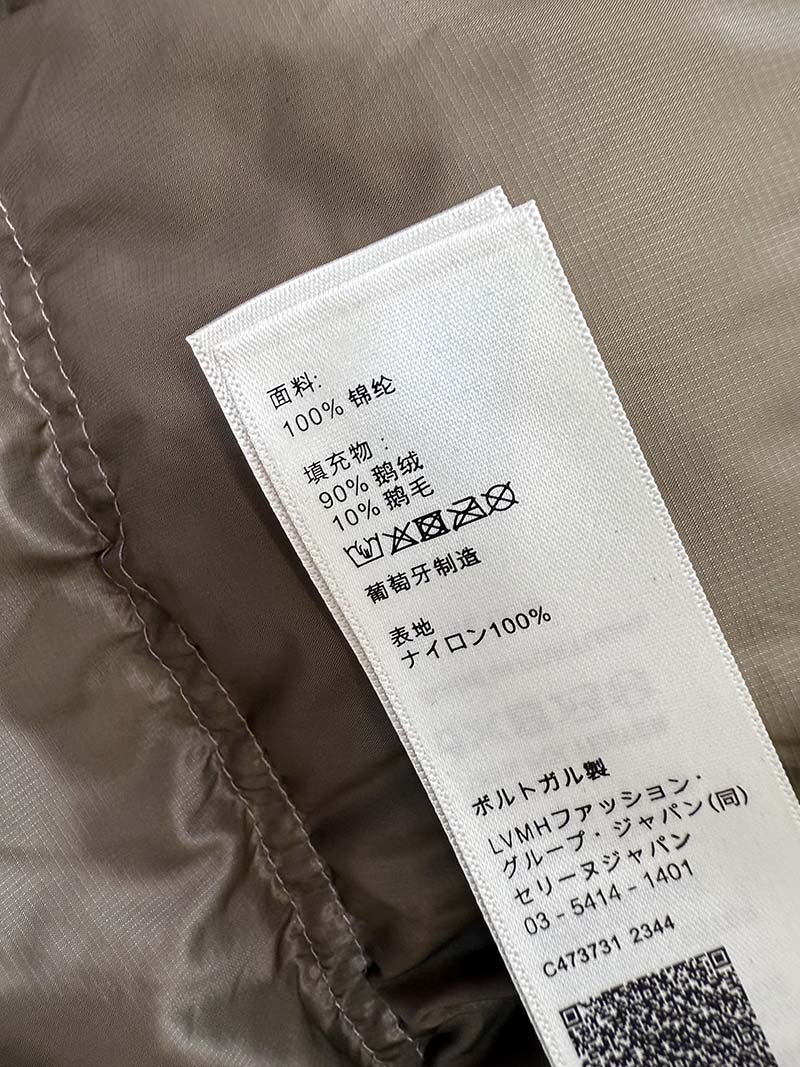 面料:
100% 锦纶
填充物:
90% 鹅绒
10% 鹅毛
葡萄牙制造
表地
ナイロン100%
ポルトガル製
LVMHファッション・
グループ・ジャパン(同)
セリーヌジャパン
03-5414-1401
C473731 2344